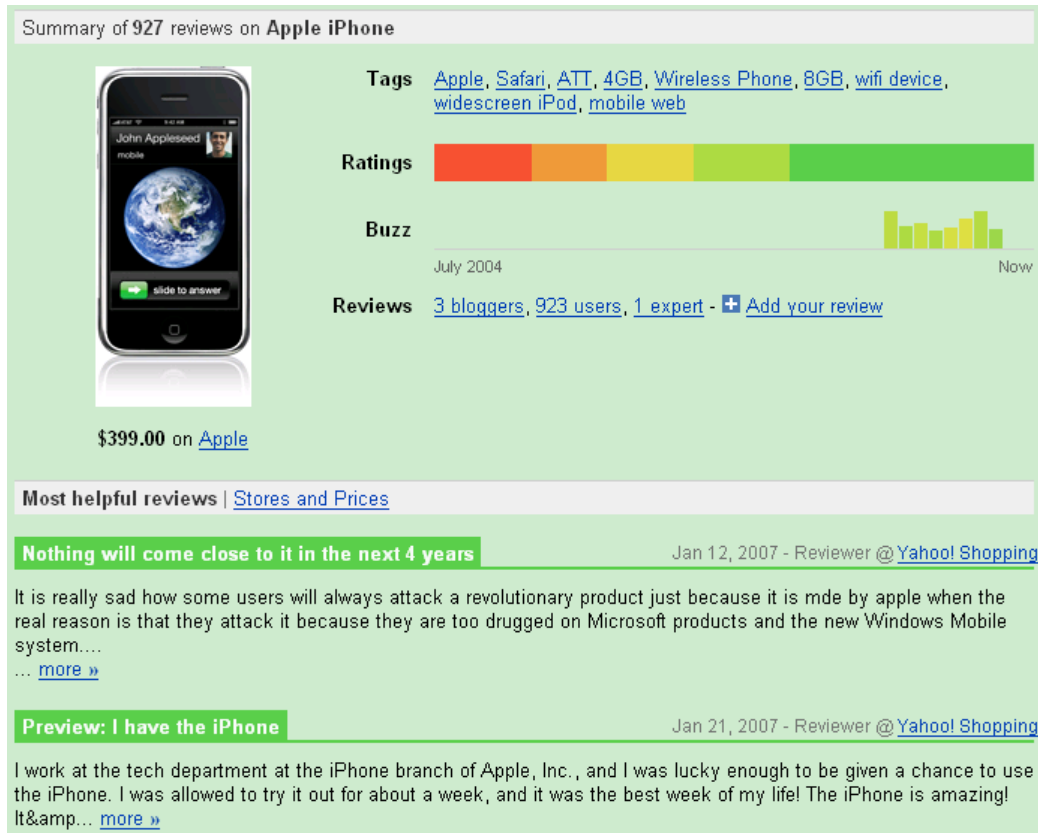 Summary of 927 reviews on Apple iPhone
Tags Apple, Safari, ATT, 4GB, Wireless Phone, 8GB, wifi device,
widescreen iPod, mobile web
John Appleseed
mobile
slide to answer
Ratings
Buzz
July 2004 Now
Reviews 3 bloggers, 923 users, 1 expert - Add your review
$399.00 on Apple
Most helpful reviews | Stores and Prices
Nothing will come close to it in the next 4 years Jan 12, 2007 - Reviewer @ Yahoo! Shopping
It is really sad how some users will always attack a revolutionary product just because it is mde by apple when the
real reason is that they attack it because they are too drugged on Microsoft products and the new Windows Mobile
system....
... more »
Preview: I have the iPhone Jan 21, 2007 - Reviewer @ Yahoo! Shopping
I work at the tech department at the iPhone branch of Apple, Inc., and I was lucky enough to be given a chance to use
the iPhone. I was allowed to try it out for about a week, and it was the best week of my life! The iPhone is amazing!
It&amp... more »